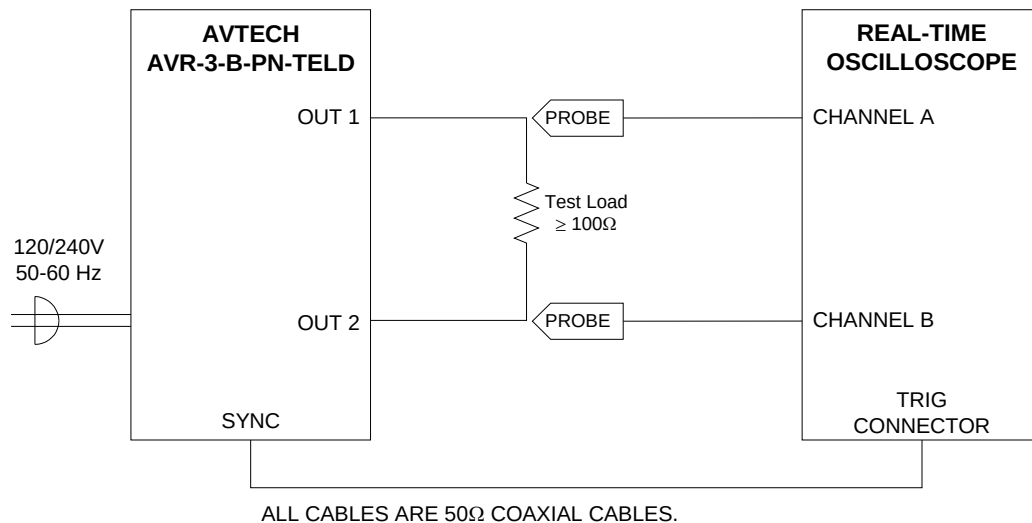 AVTECH
AVR-3-B-PN-TELD
REAL-TIME
OSCILLOSCOPE
OUT 1
PROBE
CHANNEL A
Test Load
≥ 100Ω
120/240V
50-60 Hz
OUT 2
PROBE
CHANNEL B
SYNC
TRIG
CONNECTOR
ALL CABLES ARE 50Ω COAXIAL CABLES.